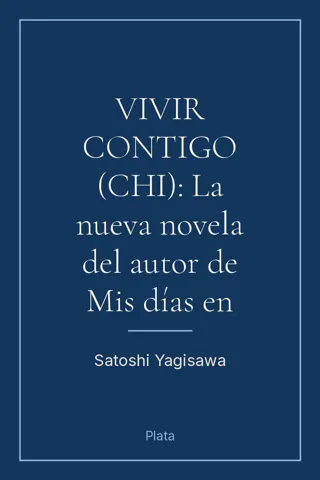 VIVIR
CONTIGO
(CHI): La
nueva novela
del autor de
Mis días en
Satoshi Yagisawa
Plata